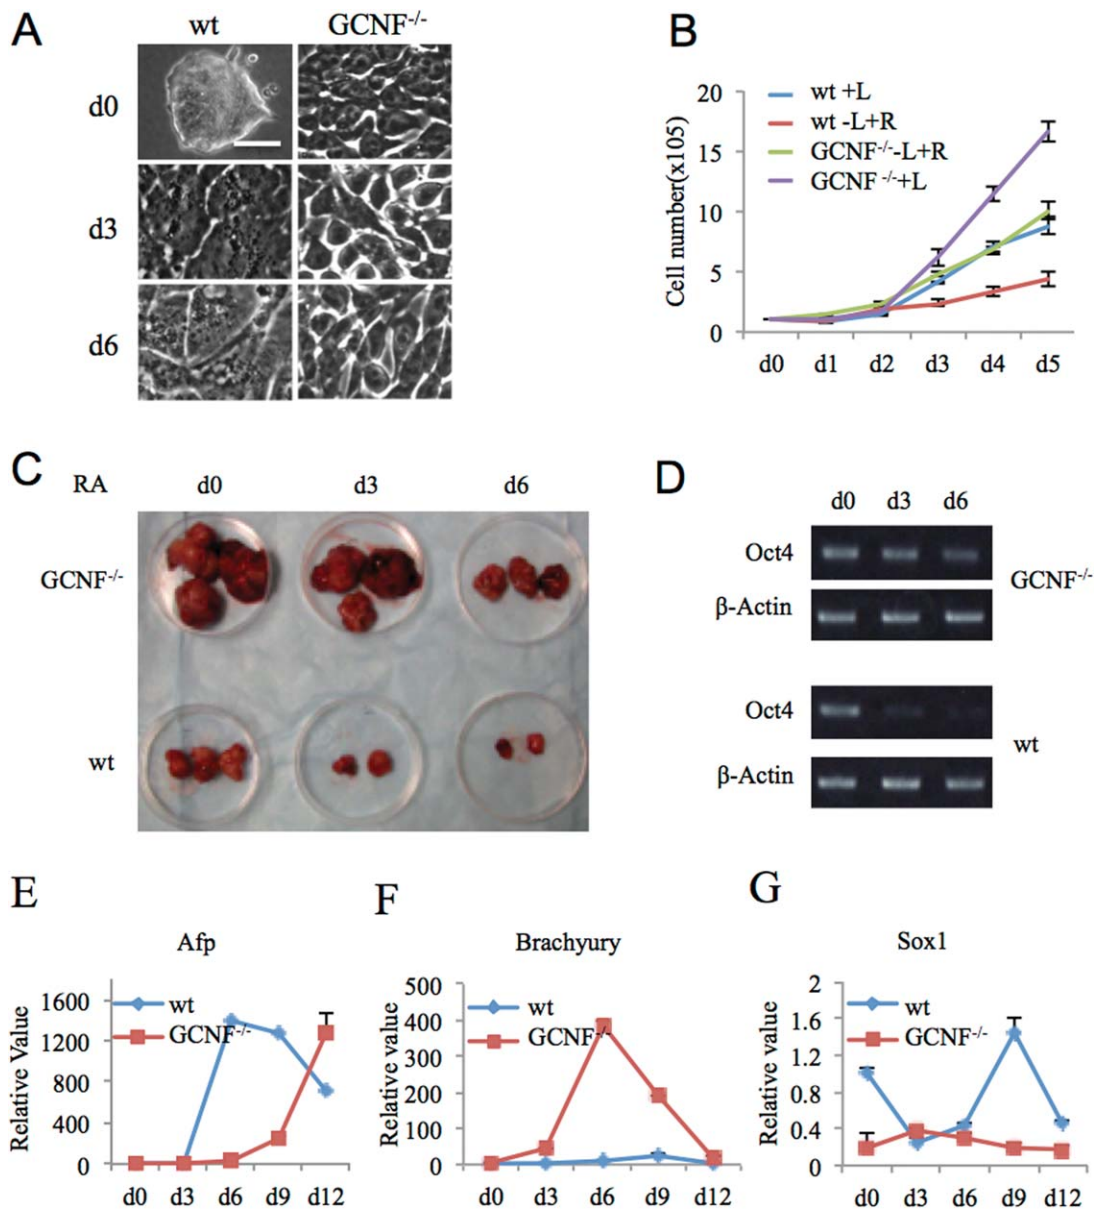 A
wt GCNF-/-
d0
d3
d6
B
Cell number(x105)
20
15
10
5
0
wt +L
wt -L+R
GCNF-/--L+R
GCNF -/-+L
d0 d1 d2 d3 d4 d5
C
RA d0 d3 d6
GCNF-/-
wt
D
d0 d3 d6
Oct4
β-Actin
GCNF-/-
Oct4
β-Actin
wt
E
Afp
Relative Value
1600
1200
800
400
0
wt
GCNF-/-
d0 d3 d6 d9 d12
F
Brachyury
Relative value
500
400
300
200
100
0
wt
GCNF-/-
d0 d3 d6 d9 d12
G
Sox1
Relative value
2
1.6
1.2
0.8
0.4
0
wt
GCNF-/-
d0 d3 d6 d9 d12